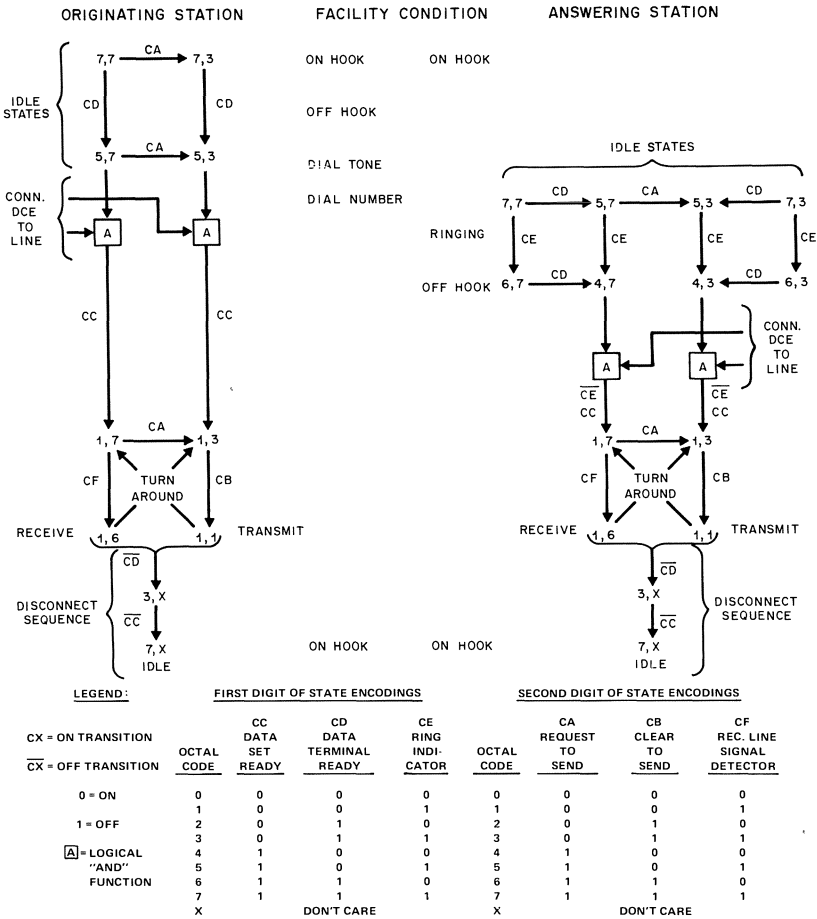 ORIGINATING STATION FACILITY CONDITION ANSWERING STATION
7,7 CA 7,3 ON HOOK ON HOOK
IDLE
STATES
CD CD OFF HOOK
5,7 CA 5,3 DIAL TONE
IDLE STATES
CONN.
DCE
TO
LINE
DIAL NUMBER
A A
7,7 CD 5,7 CA 5,3 CD 7,3
RINGING CE CE CE CE
OFF HOOK 6,7 CD 4,7 4,3 CD 6,3
CC CC
CONN.
DCE
TO
LINE
A A
CE CE
CC CC
1,7 CA 1,3 1,7 CA 1,3
CF TURN AROUND CB CF TURN AROUND CB
RECEIVE 1,6 1,1 TRANSMIT RECEIVE 1,6 1,1 TRANSMIT
CD CD
DISCONNECT
SEQUENCE
3,X 3,X
DISCONNECT
SEQUENCE
CC CC
7,X ON HOOK ON HOOK 7,X
IDLE IDLE
LEGEND: FIRST DIGIT OF STATE ENCODINGS SECOND DIGIT OF STATE ENCODINGS
CC CD CE CA CB CF
CX = ON TRANSITION DATA DATA RING REQUEST CLEAR REC. LINE
OCTAL SET TERMINAL INDI- OCTAL TO TO SIGNAL
CX = OFF TRANSITION CODE READY READY CATOR CODE SEND SEND DETECTOR
0 = ON 0 0 0 0 0 0 0 0
1 0 0 1 1 0 0 1
1 = OFF 2 0 1 0 2 0 1 0
3 0 1 1 3 0 1 1
A = LOGICAL 4 1 0 0 4 1 0 0
"AND" 5 1 0 1 5 1 0 1
FUNCTION 6 1 1 0 6 1 1 0
7 1 1 1 7 1 1 1
X DON'T CARE X DON'T CARE